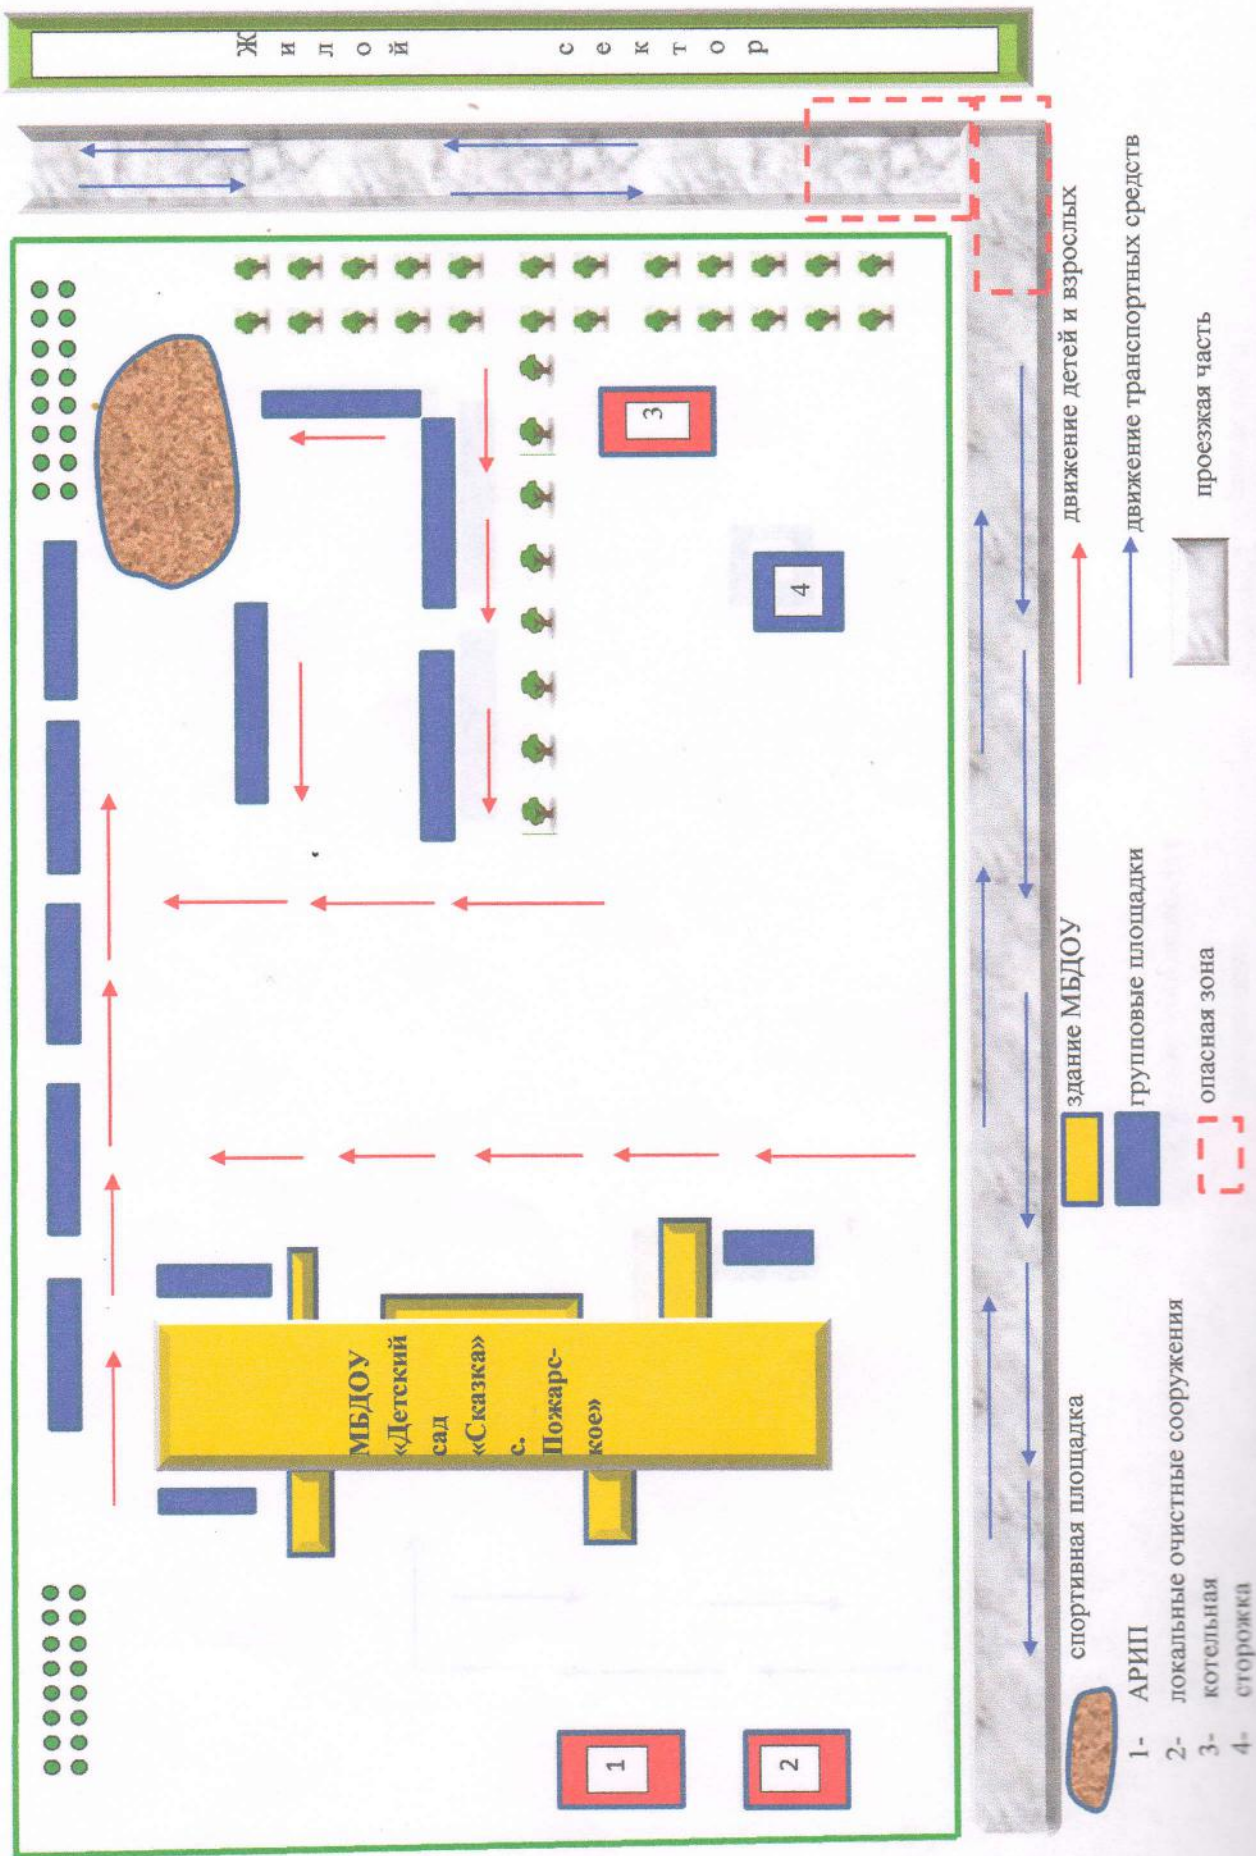 Жилой сектор
3
4
МБДОУ
«Детский
сад
«Сказка»
с.
Пожарс-
кое»
1
2
спортивная площадка
1- АРИП
2- локальные очистные сооружения
3- котельная
4- сторожка
здание МБДОУ
групповые площадки
опасная зона
движение детей и взрослых
движение транспортных средств
проезжая часть